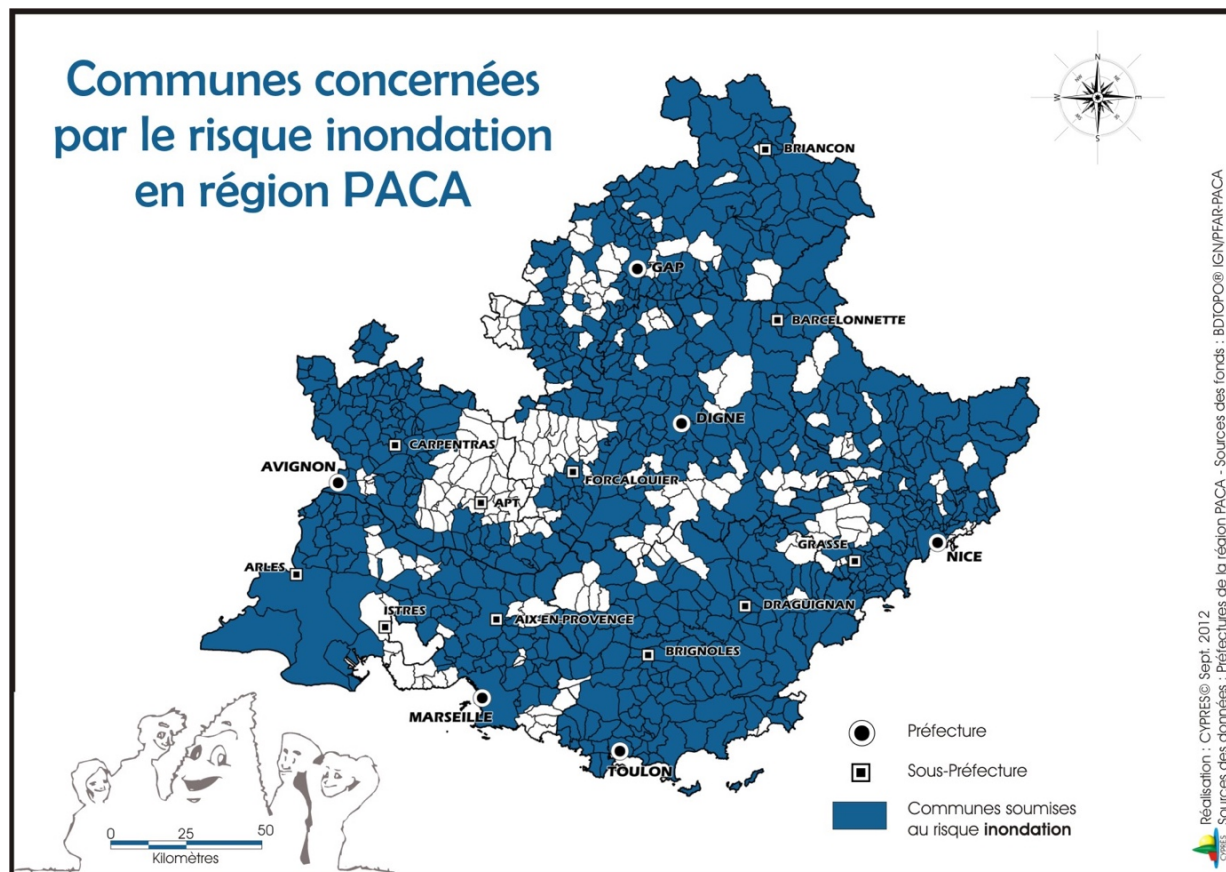 Communes concernées
par le risque inondation
en région PACA
N
NW
NE
W
E
SE
S
BRIANCON
GAP
BARCELONNETTE
DIGNE
CARPENTRAS
AVIGNON
FORCALQUIER
APT
GRASSE
NICE
ARLES
ISTRES
AIX-EN-PROVENCE
DRAGUIGNAN
BRIGNOLES
MARSEILLE
TOULON
Préfecture
Sous-Préfecture
Communes soumises
au risque inondation
0 25 50
Kilomètres
Réalisation : CYPRES© Sept. 2012
Sources des données : Préfectures de la région PACA - Sources des fonds : BDTOPO® IGN/PFAR-PACA
CYPRES